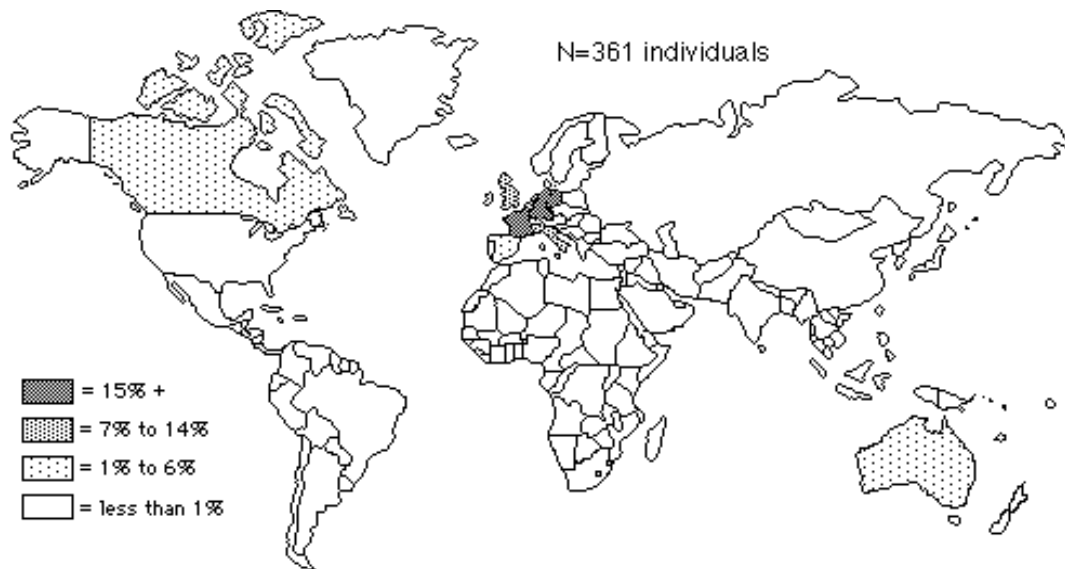 N=361 individuals
= 15% +
= 7% to 14%
= 1% to 6%
= less than 1%